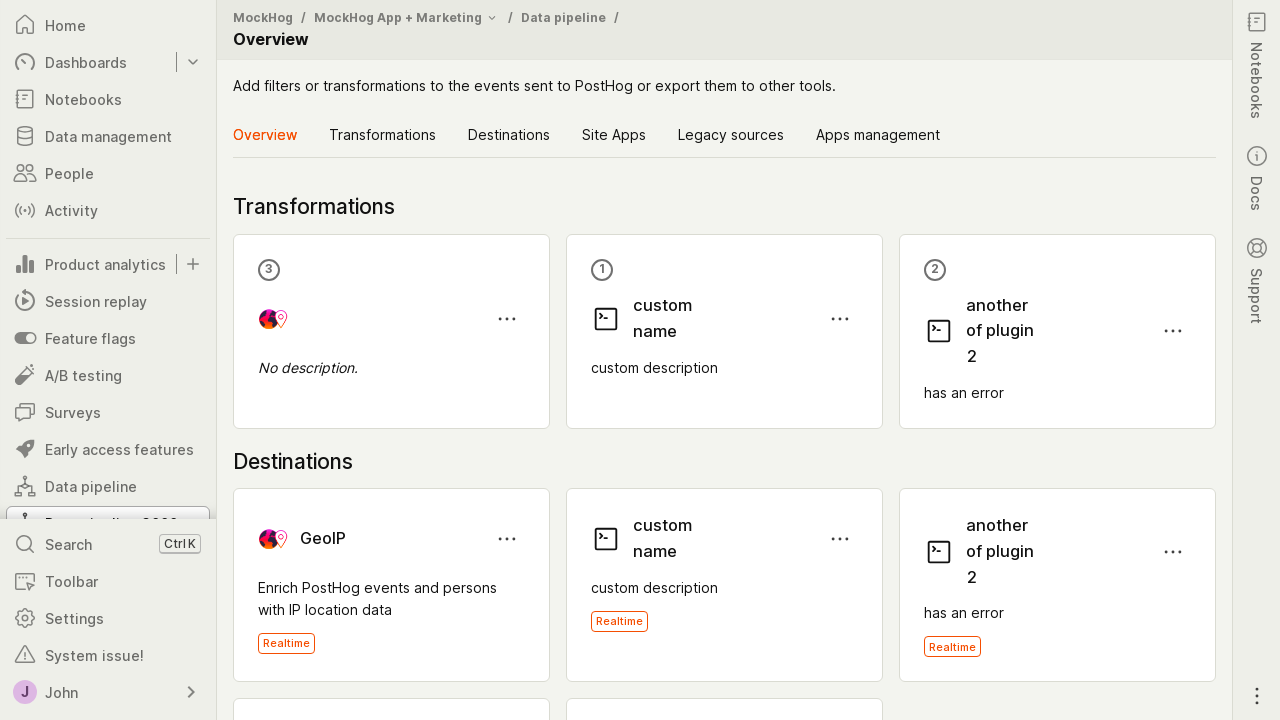 Home
Dashboards
Notebooks
Data management
People
Activity
Product analytics
Session replay
Feature flags
A/B testing
Surveys
Early access features
Data pipeline
Search
Ctrl K
Toolbar
Settings
System issue!
J
John
MockHog / MockHog App + Marketing / Data pipeline /
Overview
Add filters or transformations to the events sent to PostHog or export them to other tools.
Overview
Transformations
Destinations
Site Apps
Legacy sources
Apps management
Transformations
3
No description.
1
custom
name
custom description
2
another
of plugin
2
has an error
Destinations
GeoIP
Enrich PostHog events and persons
with IP location data
Realtime
custom
name
custom description
Realtime
another
of plugin
2
has an error
Realtime
Notebooks
Docs
Support